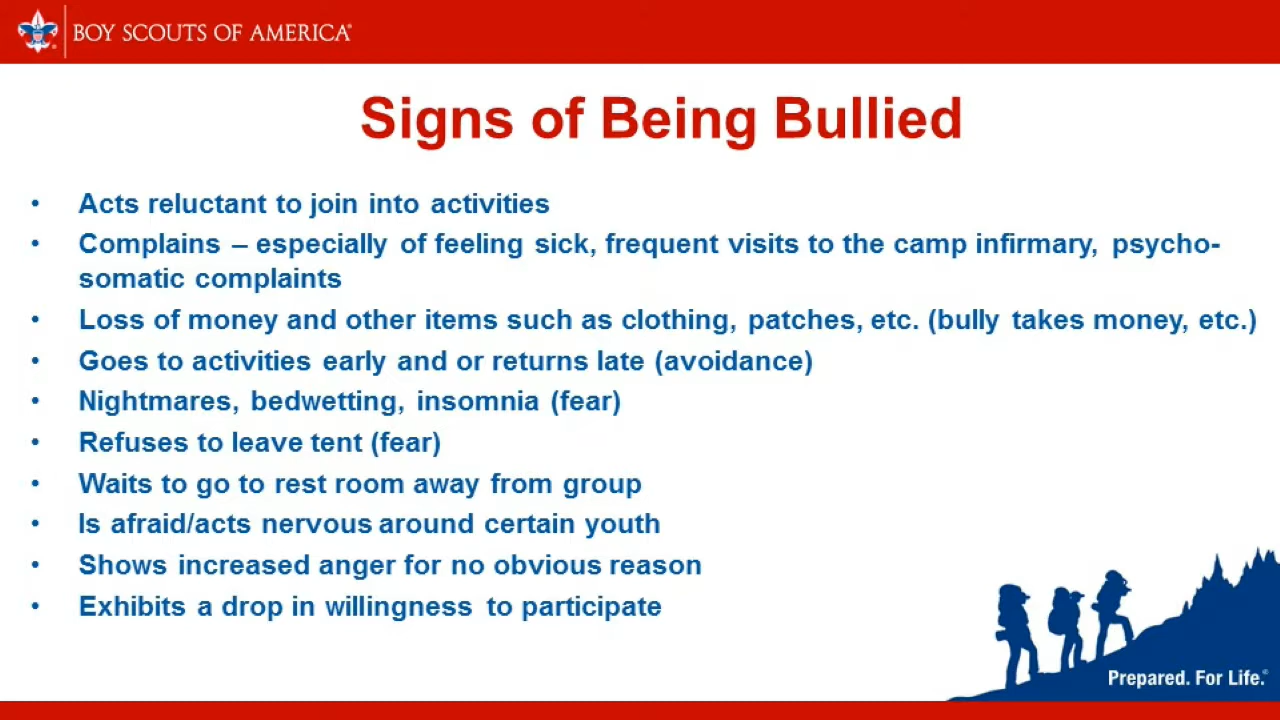 BOY SCOUTS OF AMERICA®
Signs of Being Bullied
• Acts reluctant to join into activities
• Complains – especially of feeling sick, frequent visits to the camp infirmary, psycho-
somatic complaints
• Loss of money and other items such as clothing, patches, etc. (bully takes money, etc.)
• Goes to activities early and or returns late (avoidance)
• Nightmares, bedwetting, insomnia (fear)
• Refuses to leave tent (fear)
• Waits to go to rest room away from group
• Is afraid/acts nervous around certain youth
• Shows increased anger for no obvious reason
• Exhibits a drop in willingness to participate
Prepared. For Life.®